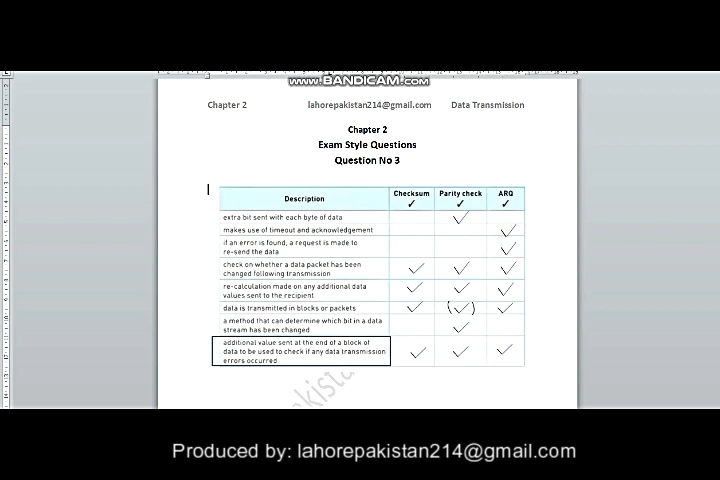 www.BANDICAM.com
Chapter 2 lahorepakistan214@gmail.com Data Transmission
Chapter 2
Exam Style Questions
Question No 3
Description Checksum Parity check ARQ
✓ ✓ ✓
extra bit sent with each byte of data ✓
makes use of timeout and acknowledgement ✓
if an error is found, a request is made to
re-send the data ✓
check on whether a data packet has been
changed following transmission ✓ ✓ ✓
re-calculation made on any additional data
values sent to the recipient ✓ ✓ ✓
data is transmitted in blocks or packets ✓ (✓) ✓
a method that can determine which bit in a data
stream has been changed ✓
additional value sent at the end of a block of
data to be used to check if any data transmission
errors occurred ✓ ✓ ✓
Produced by: lahorepakistan214@gmail.com